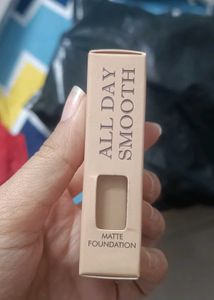 ALL DAY
SMOOTH
MATTE
FOUNDATION